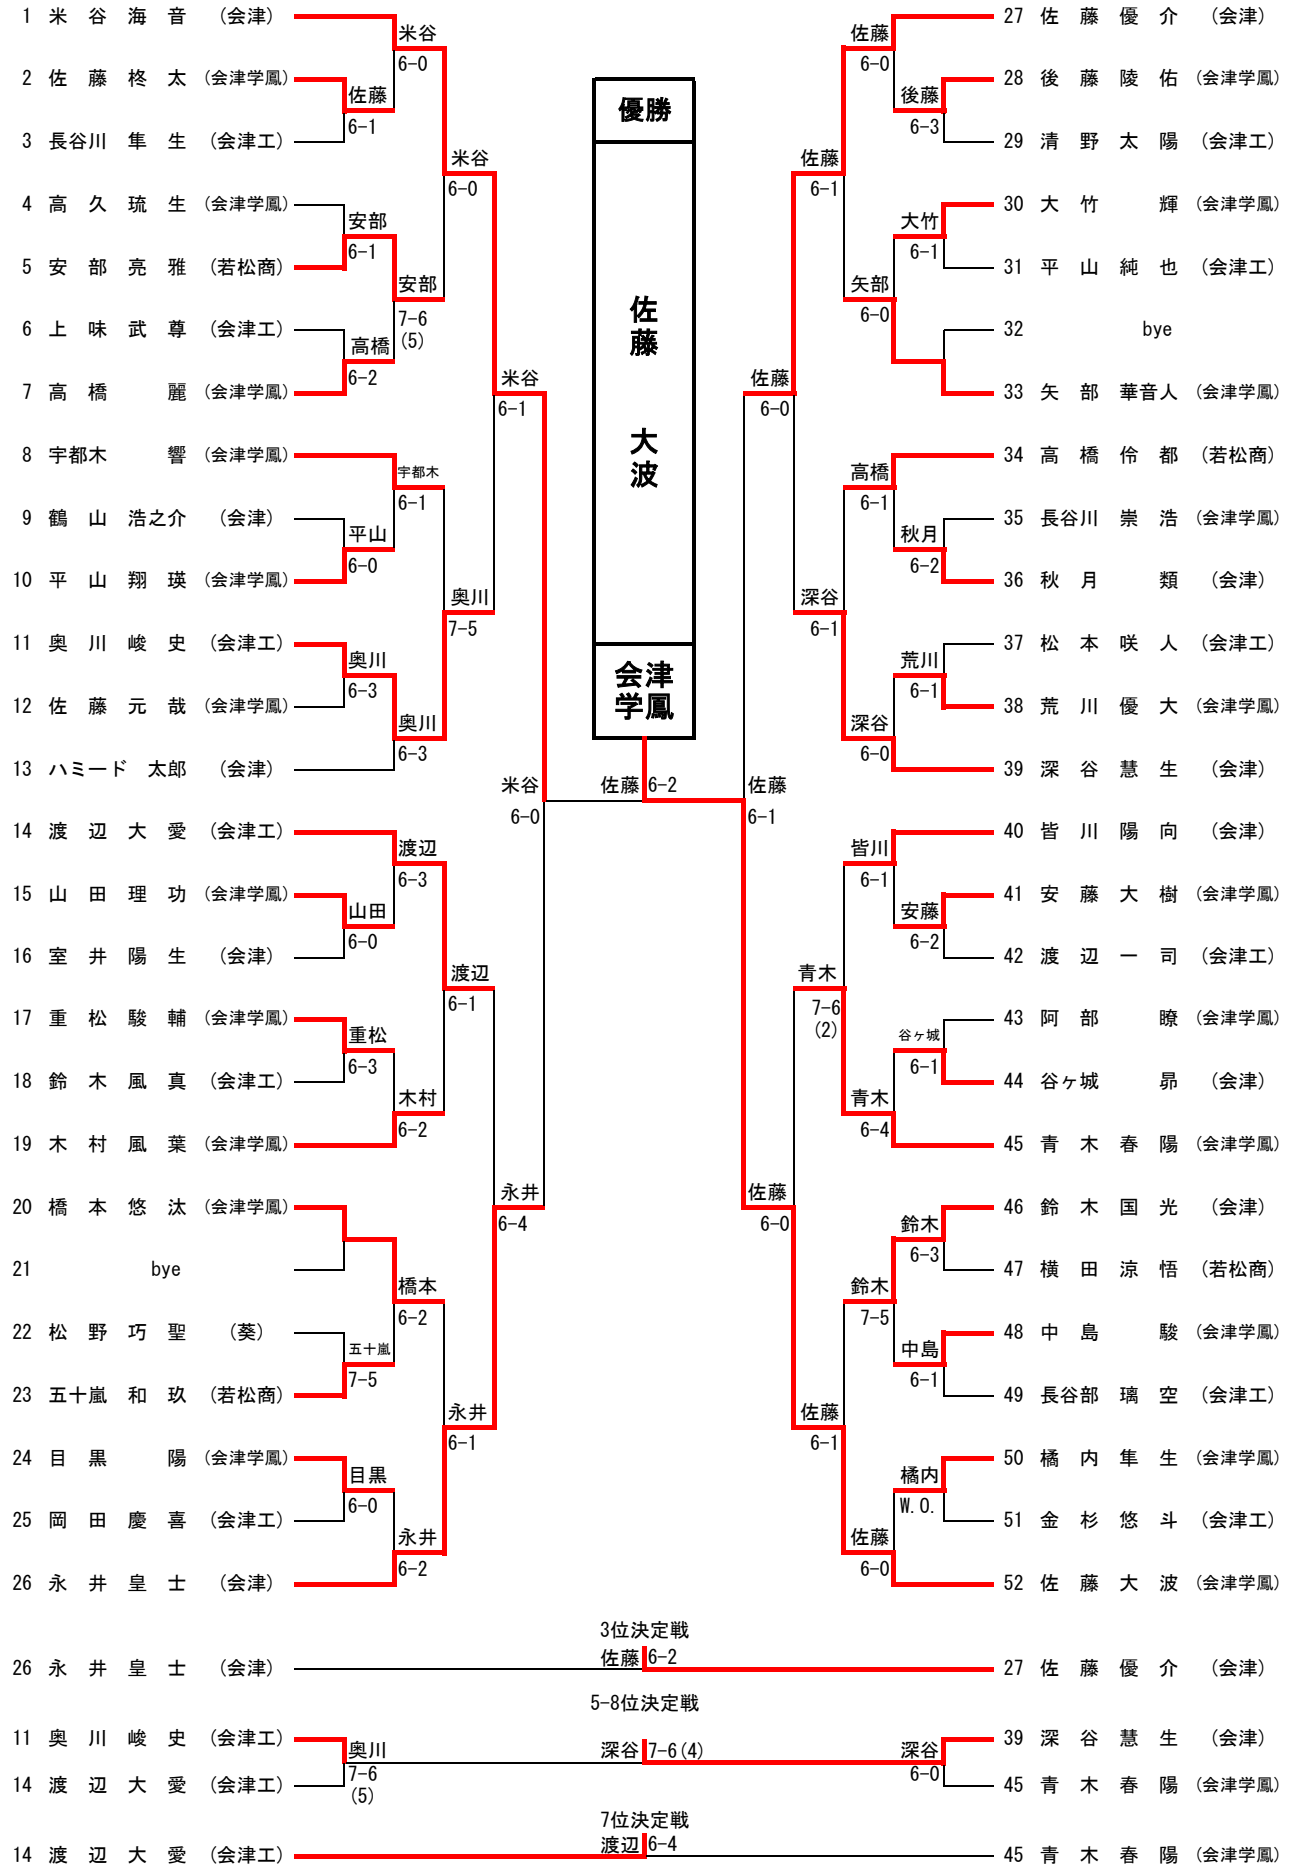 1 米 谷 海 音 (会津)
米谷
6-0
2 佐 藤 柊 太 (会津学鳳)
佐藤
6-1
3 長谷川 隼 生 (会津工)
米谷
6-0
4 高 久 琉 生 (会津学鳳)
安部
6-1
5 安 部 亮 雅 (若松商)
安部
7-6
(5)
6 上 味 武 尊 (会津工)
高橋
6-2
7 高 橋 麗 (会津学鳳)
米谷
6-1
8 宇都木 響 (会津学鳳)
宇都木
6-1
9 鶴 山 浩之介 (会津)
平山
6-0
10 平 山 翔 瑛 (会津学鳳)
奥川
7-5
11 奥 川 峻 史 (会津工)
奥川
6-3
12 佐 藤 元 哉 (会津学鳳)
奥川
6-3
13 ハミード 太郎 (会津)
米谷
6-0
14 渡 辺 大 愛 (会津工)
渡辺
6-3
15 山 田 理 功 (会津学鳳)
山田
6-0
16 室 井 陽 生 (会津)
渡辺
6-1
17 重 松 駿 輔 (会津学鳳)
重松
6-3
18 鈴 木 風 真 (会津工)
木村
6-2
19 木 村 風 葉 (会津学鳳)
永井
6-4
20 橋 本 悠 汰 (会津学鳳)
21 bye
橋本
6-2
22 松 野 巧 聖 (葵)
五十嵐
7-5
23 五十嵐 和 玖 (若松商)
永井
6-1
24 目 黒 陽 (会津学鳳)
目黒
6-0
25 岡 田 慶 喜 (会津工)
永井
6-2
26 永 井 皇 士 (会津)
優勝
佐藤 大波
会津
学鳳
佐藤 6-2
27 佐 藤 優 介 (会津)
佐藤
6-0
28 後 藤 陵 佑 (会津学鳳)
後藤
6-3
29 清 野 太 陽 (会津工)
佐藤
6-1
30 大 竹 輝 (会津学鳳)
大竹
6-1
31 平 山 純 也 (会津工)
矢部
6-0
32 bye
33 矢 部 華音人 (会津学鳳)
佐藤
6-0
34 高 橋 伶 都 (若松商)
高橋
6-1
35 長谷川 崇 浩 (会津学鳳)
秋月
6-2
36 秋 月 類 (会津)
深谷
6-1
37 松 本 咲 人 (会津工)
荒川
6-1
38 荒 川 優 大 (会津学鳳)
深谷
6-0
39 深 谷 慧 生 (会津)
佐藤
6-1
40 皆 川 陽 向 (会津)
皆川
6-1
41 安 藤 大 樹 (会津学鳳)
安藤
6-2
42 渡 辺 一 司 (会津工)
青木
7-6
(2)
43 阿 部 瞭 (会津学鳳)
谷ヶ城
6-1
44 谷ヶ城 昴 (会津)
青木
6-4
45 青 木 春 陽 (会津学鳳)
佐藤
6-0
46 鈴 木 国 光 (会津)
鈴木
6-3
47 横 田 涼 悟 (若松商)
鈴木
7-5
48 中 島 駿 (会津学鳳)
中島
6-1
49 長谷部 璃 空 (会津工)
佐藤
6-1
50 橘 内 隼 生 (会津学鳳)
橘内
W.O.
51 金 杉 悠 斗 (会津工)
佐藤
6-0
52 佐 藤 大 波 (会津学鳳)
3位決定戦
佐藤 6-2
26 永 井 皇 士 (会津)
27 佐 藤 優 介 (会津)
5-8位決定戦
11 奥 川 峻 史 (会津工)
奥川
7-6
(5)
14 渡 辺 大 愛 (会津工)
深谷 7-6(4)
39 深 谷 慧 生 (会津)
深谷
6-0
45 青 木 春 陽 (会津学鳳)
7位決定戦
渡辺 6-4
14 渡 辺 大 愛 (会津工)
45 青 木 春 陽 (会津学鳳)